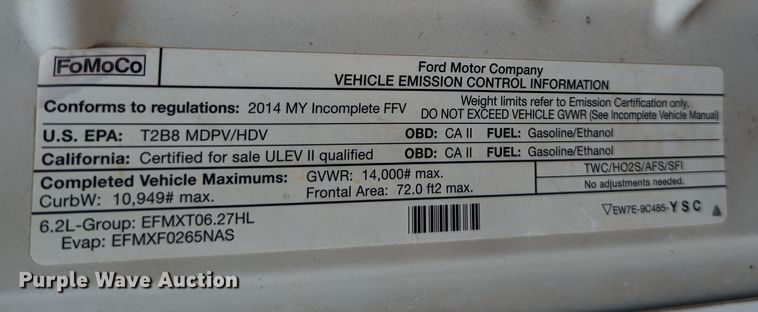 FoMoCo
Ford Motor Company
VEHICLE EMISSION CONTROL INFORMATION
Conforms to regulations: 2014 MY Incomplete FFV
Weight limits refer to Emission Certification only.
DO NOT EXCEED VEHICLE GVWR (See Incomplete Vehicle Manual)
U.S. EPA: T2B8 MDPV/HDV OBD: CA II FUEL: Gasoline/Ethanol
California: Certified for sale ULEV II qualified OBD: CA II FUEL: Gasoline/Ethanol
Completed Vehicle Maximums: GVWR: 14,000# max.
CurbW: 10,949# max. Frontal Area: 72.0 ft2 max.
TWC/HO2S/AFS/SFI
No adjustments needed.
6.2L-Group: EFMXT06.27HL
Evap: EFMXF0265NAS
EW7E-9C485-YSC
Purple Wave Auction